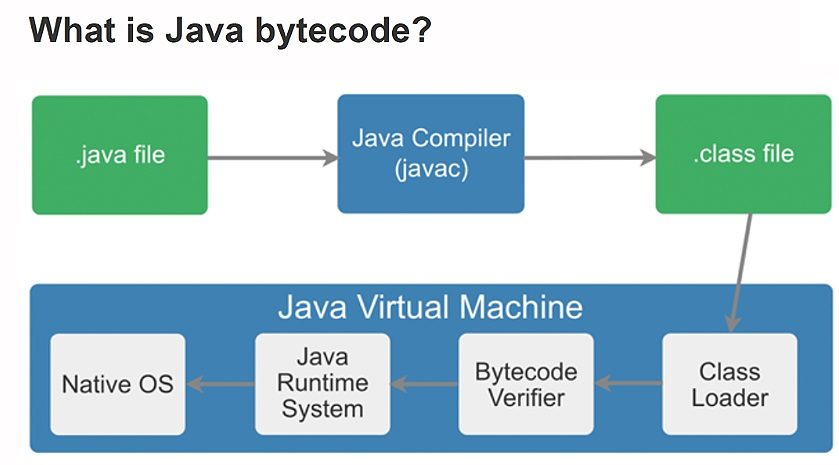 What is Java bytecode?
.java file
Java Compiler
(javac)
.class file
Java Virtual Machine
Native OS
Java
Runtime
System
Bytecode
Verifier
Class
Loader